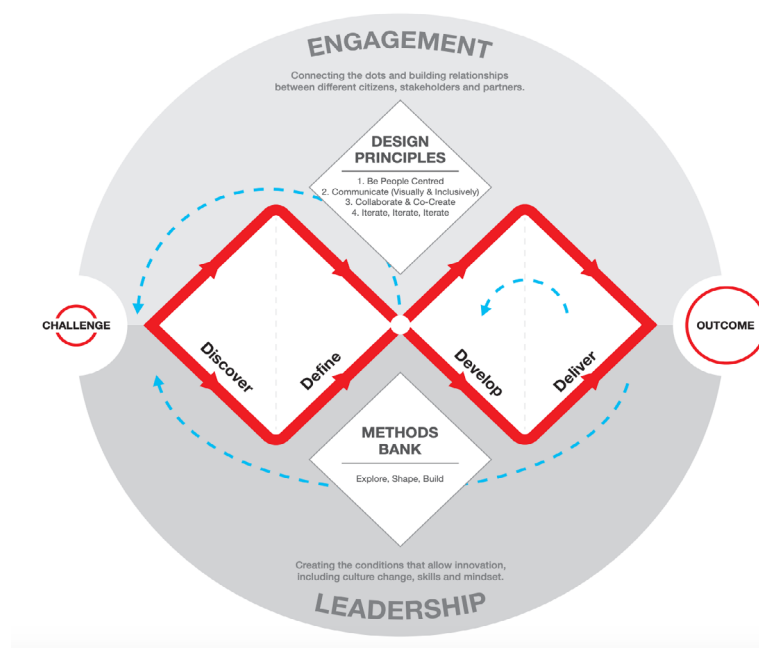 ENGAGEMENT
Connecting the dots and building relationships
between different citizens, stakeholders and partners.
DESIGN
PRINCIPLES
1. Be People Centred
2. Communicate (Visually & Inclusively)
3. Collaborate & Co-Create
4. Iterate, Iterate, Iterate
CHALLENGE
Discover
Define
Develop
Deliver
OUTCOME
METHODS
BANK
Explore, Shape, Build
Creating the conditions that allow innovation,
including culture change, skills and mindset.
LEADERSHIP